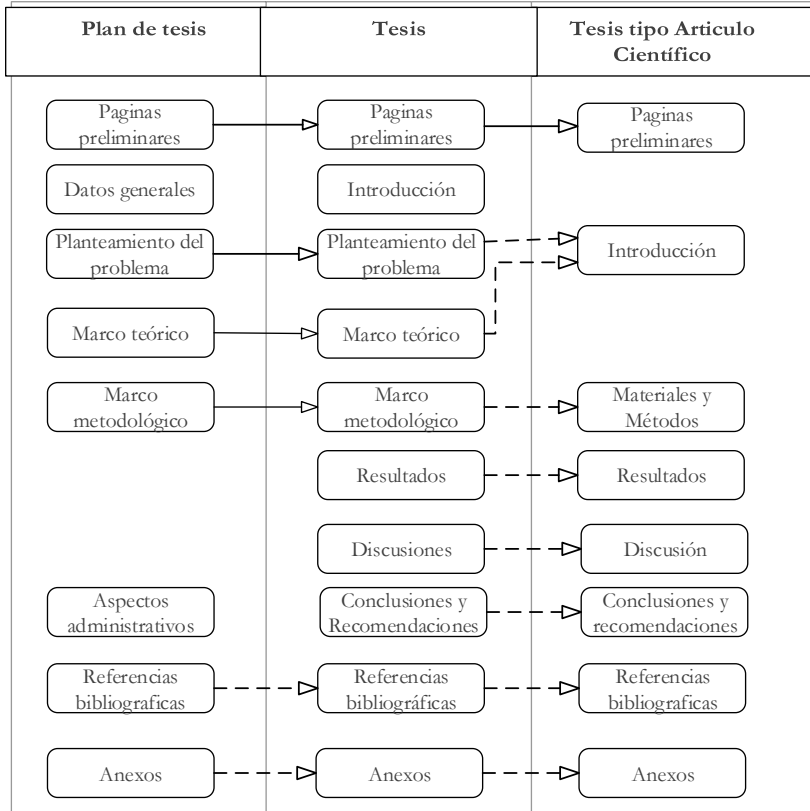 Plan de tesis
Tesis
Tesis tipo Articulo
Científico
Paginas
preliminares
Paginas
preliminares
Paginas
preliminares
Datos generales
Introducción
Planteamiento del
problema
Planteamiento del
problema
Introducción
Marco teórico
Marco teórico
Marco
metodológico
Marco
metodológico
Materiales y
Métodos
Resultados
Resultados
Discusiones
Discusión
Aspectos
administrativos
Conclusiones y
Recomendaciones
Conclusiones y
recomendaciones
Referencias
bibliograficas
Referencias
bibliográficas
Referencias
bibliograficas
Anexos
Anexos
Anexos